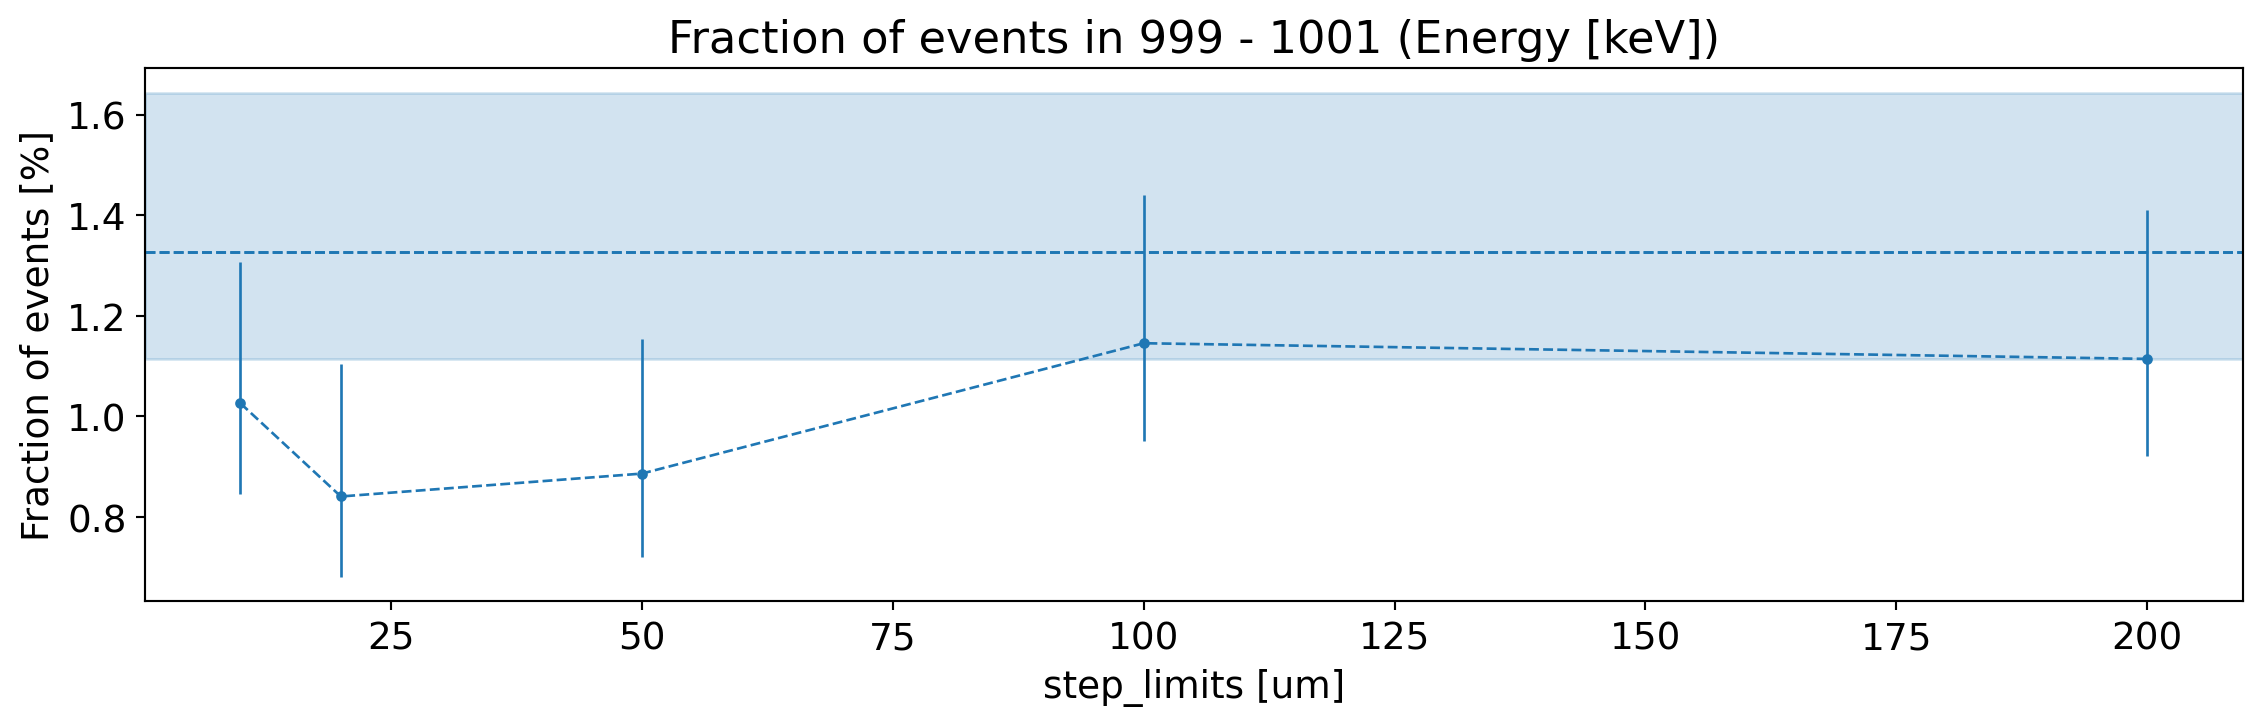 Fraction of events in 999 - 1001 (Energy [keV])
Fraction of events [%]
1.6
1.4
1.2
1.0
0.8
25 50 75 100 125 150 175 200
step_limits [um]